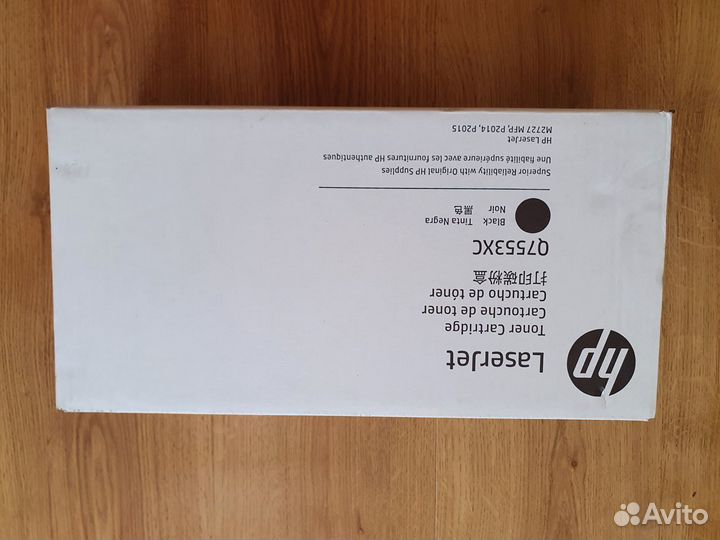 hp
LaserJet
Toner Cartridge
Cartouche de toner
Cartucho de tóner
打印碳粉盒
Q7553XC
Black Tinta Negra
Noir 黑色
Superior Reliability with Original HP Supplies
Une fiabilité supérieure avec les fournitures HP authentiques
HP LaserJet
M2727 MFP, P2014, P2015
Avito